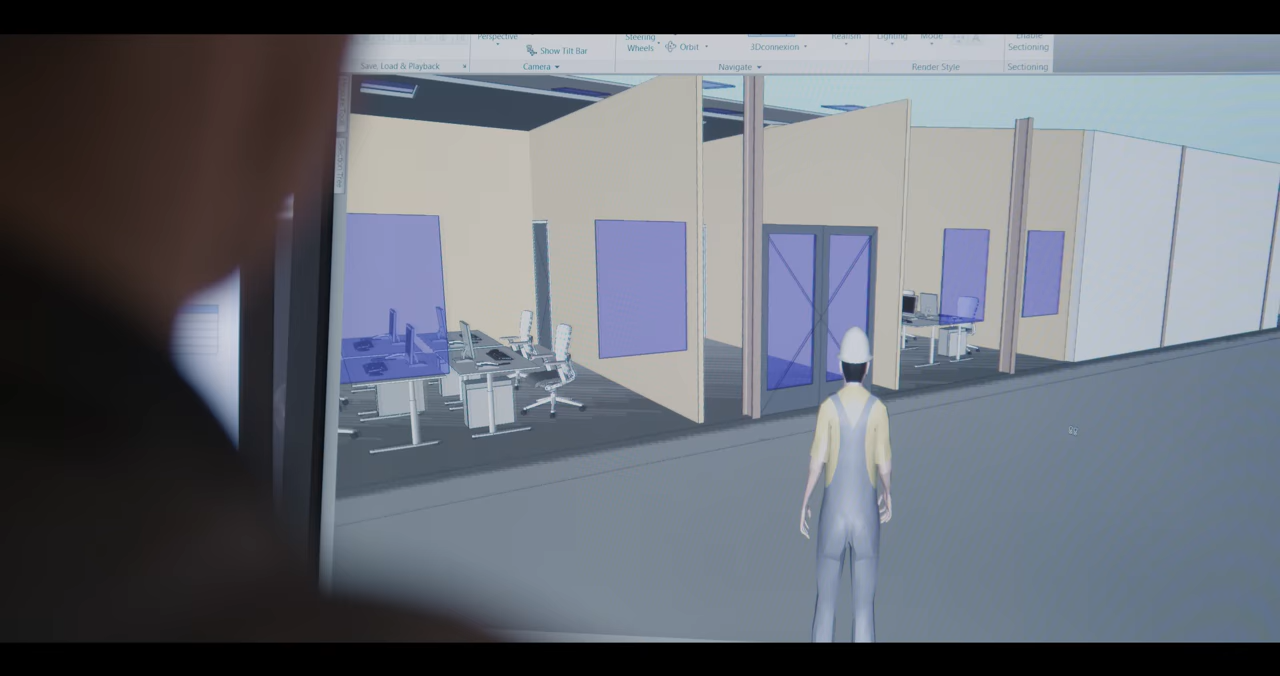 Perspective
Show Tilt Bar
Steering
Wheels
Orbit
3Dconnexion
Realism
Lighting
Mode
Enable
Sectioning
Save, Load & Playback
Camera
Navigate
Render Style
Sectioning